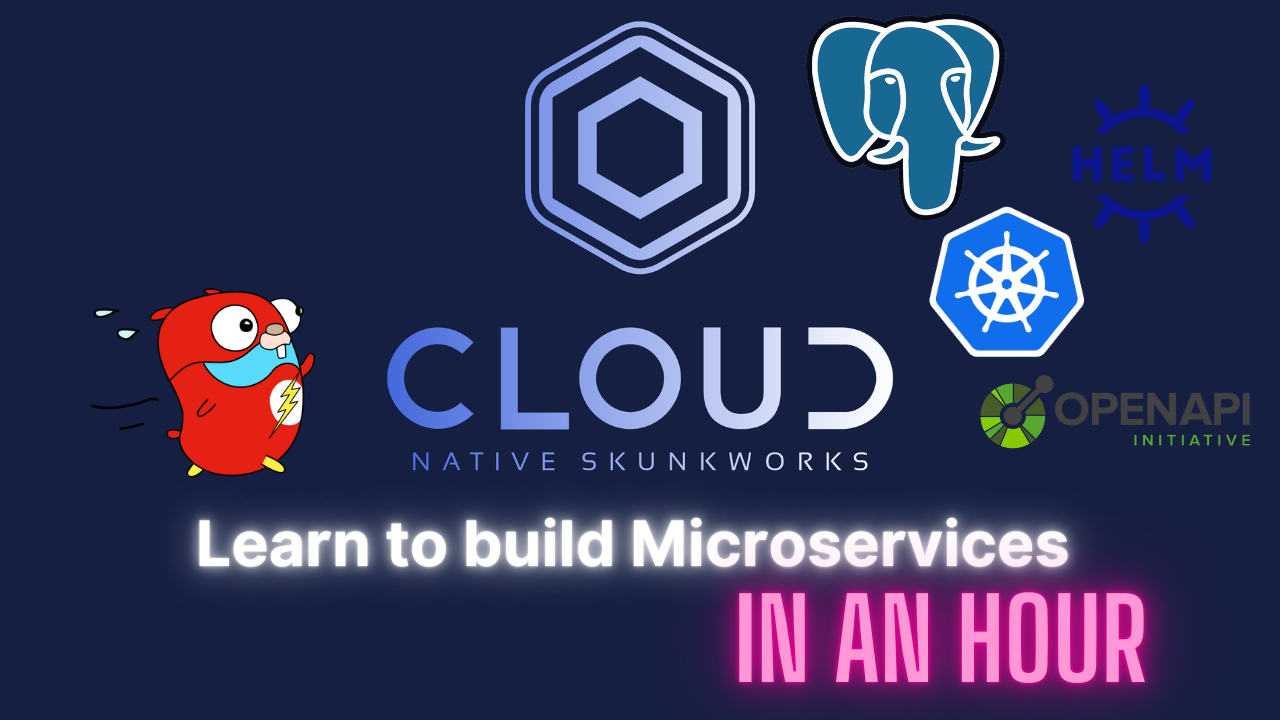 HELM
CLOUD
NATIVE SKUNKWORKS
OPENAPI
INITIATIVE
Learn to build Microservices
IN AN HOUR